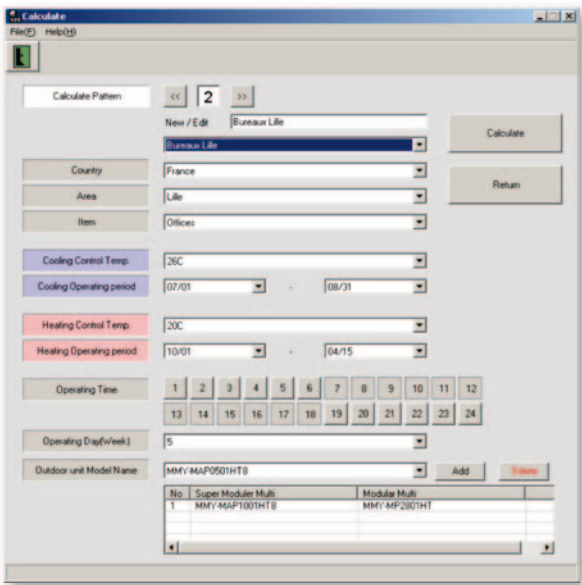 Calculate
File(F) Help(H)
Calculate Pattern << 2 >>
New / Edit Bureaux Lille
Bureaux Lille
Calculate
Country France
Return
Area Lille
Item Offices
Cooling Control Temp. 26C
Cooling Operating period 07/01 - 08/31
Heating Control Temp. 20C
Heating Operating period 10/01 - 04/15
Operating Time 1 2 3 4 5 6 7 8 9 10 11 12
13 14 15 16 17 18 19 20 21 22 23 24
Operating Day(Week) 5
Outdoor unit Model Name MMY-MAP0501HT8 Add
No Super Moduler Multi Modular Multi
1 MMY-MAP1001HT8 MMY-MP2801HT